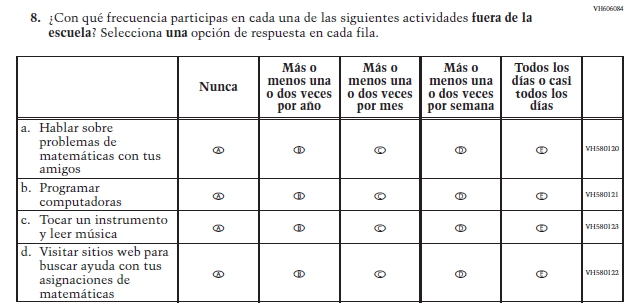 VH606084
8. ¿Con qué frecuencia participas en cada una de las siguientes actividades fuera de la
escuela? Selecciona una opción de respuesta en cada fila.
Nunca
Más o
menos una
o dos veces
por año
Más o
menos una
o dos veces
por mes
Más o
menos una
o dos veces
por semana
Todos los
días o casi
todos los
días
a. Hablar sobre
problemas de
matemáticas con tus
amigos
A B C D E VH580120
b. Programar
computadoras
A B C D E VH580121
c. Tocar un instrumento
y leer música
A B C D E VH580123
d. Visitar sitios web para
buscar ayuda con tus
asignaciones de
matemáticas
A B C D E VH580122